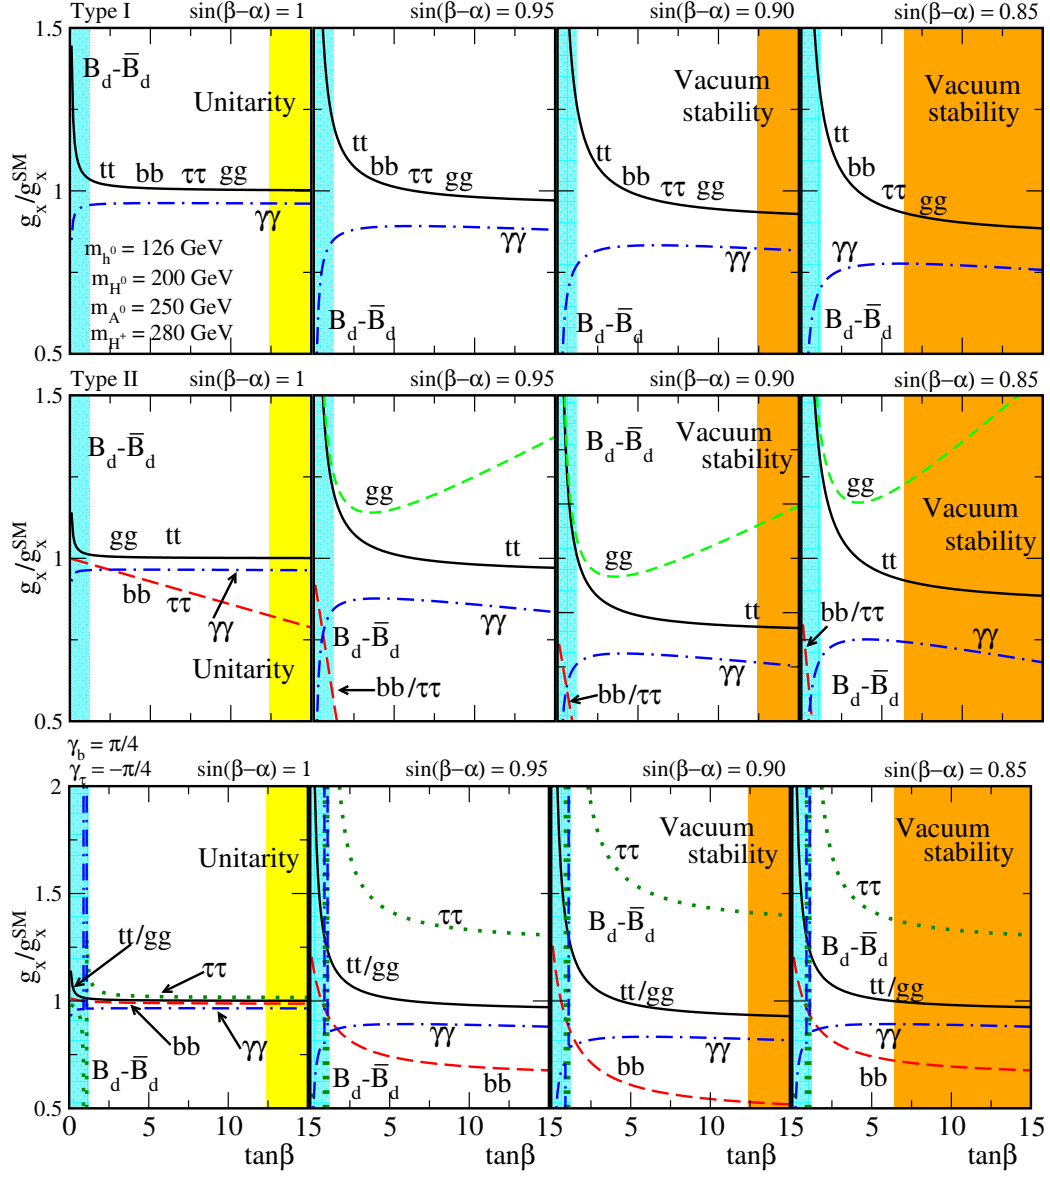 Type I sin(β−α) = 1 sin(β−α) = 0.95 sin(β−α) = 0.90 sin(β−α) = 0.85
1.5
B_d-B̄_d
Unitarity
Vacuum
stability
Vacuum
stability
tt bb ττ gg
tt
bb ττ gg
tt
bb
ττ gg
tt
bb
ττ
gg
g_x/g_x^SM
1
γγ
γγ
γγ
γγ
m_h⁰ = 126 GeV
m_H⁰ = 200 GeV
m_A⁰ = 250 GeV
m_H⁺ = 280 GeV
B_d-B̄_d
B_d-B̄_d
B_d-B̄_d
0.5
Type II sin(β−α) = 1 sin(β−α) = 0.95 sin(β−α) = 0.90 sin(β−α) = 0.85
1.5
B_d-B̄_d
B_d-B̄_d
Vacuum
stability
gg
gg
Vacuum
stability
gg tt
tt
gg
tt
g_x/g_x^SM
1
bb ττ
γγ
Unitarity
γγ
B_d-B̄_d
bb/ττ
tt
γγ
bb/ττ
bb/ττ
γγ
B_d-B̄_d
0.5
γ_b = π/4
γ_τ = −π/4 sin(β−α) = 1 sin(β−α) = 0.95 sin(β−α) = 0.90 sin(β−α) = 0.85
2
Unitarity
Vacuum
stability
Vacuum
stability
1.5
ττ
ττ
ττ
g_x/g_x^SM
tt/gg
ττ
tt/gg
B_d-B̄_d
tt/gg
B_d-B̄_d
tt/gg
1
bb
γγ
γγ
γγ
γγ
B_d-B̄_d
B_d-B̄_d
bb
bb
bb
0.5
0 5 10 15 5 10 15 5 10 15 5 10 15
tanβ tanβ tanβ tanβ